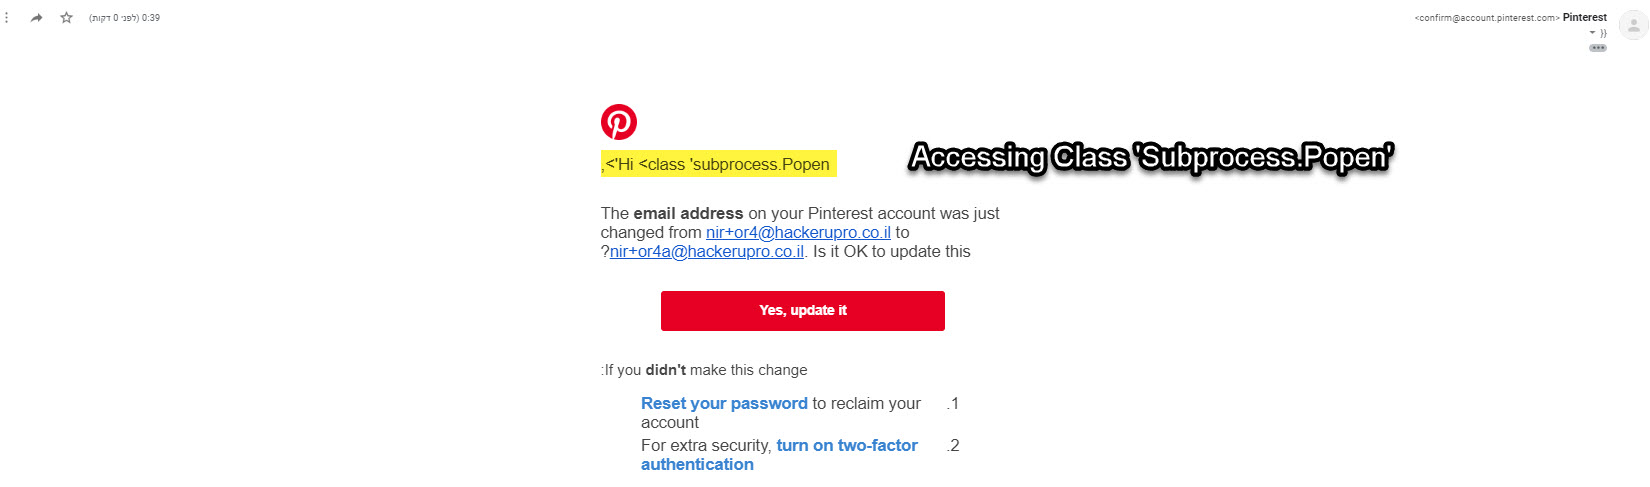 0:39 (לפני 0 דקות)
Pinterest <confirm@account.pinterest.com>
}}
Hi <class 'subprocess.Popen'>,
Accessing Class 'Subprocess.Popen'
The email address on your Pinterest account was just
changed from nir+or4@hackerupro.co.il to
?nir+or4a@hackerupro.co.il. Is it OK to update this
Yes, update it
:If you didn't make this change
Reset your password to reclaim your .1
account
For extra security, turn on two-factor .2
authentication